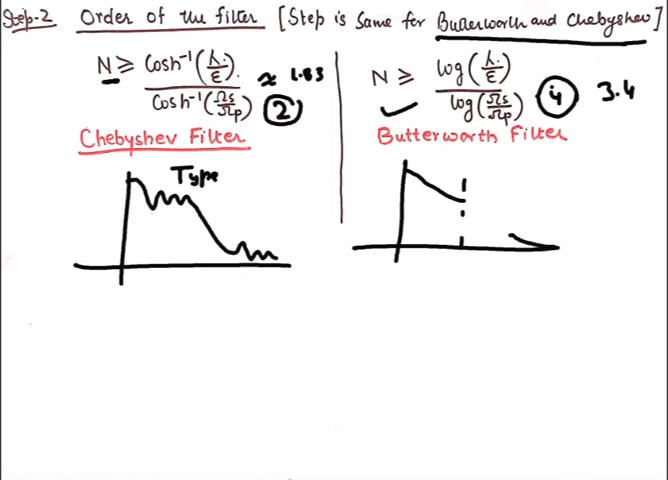 Step-2 Order of the filter [Step is Same for Butterworth and Chebyshev]
N ≥ Cosh⁻¹(λ/ε) / Cosh⁻¹(Ωs/Ωp) ≈ 1.83 ②
Chebyshev Filter
Type
N ≥ log(λ/ε) / log(Ωs/Ωp) ④ 3.4
Butterworth Filter